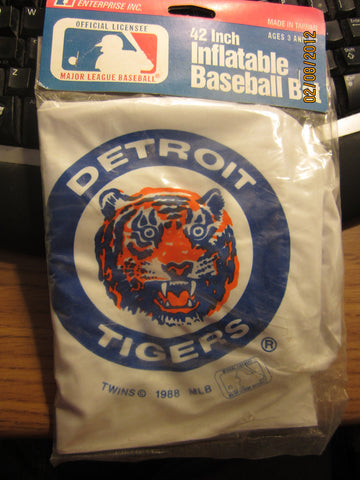 ENTERPRISE INC.
OFFICIAL LICENSEE
MAJOR LEAGUE BASEBALL®
42 Inch
Inflatable
Baseball B
MADE IN TAIWAN
AGES 3 AND
02/08/2012
DETROIT
TIGERS
®
TWINS © 1988 MLB